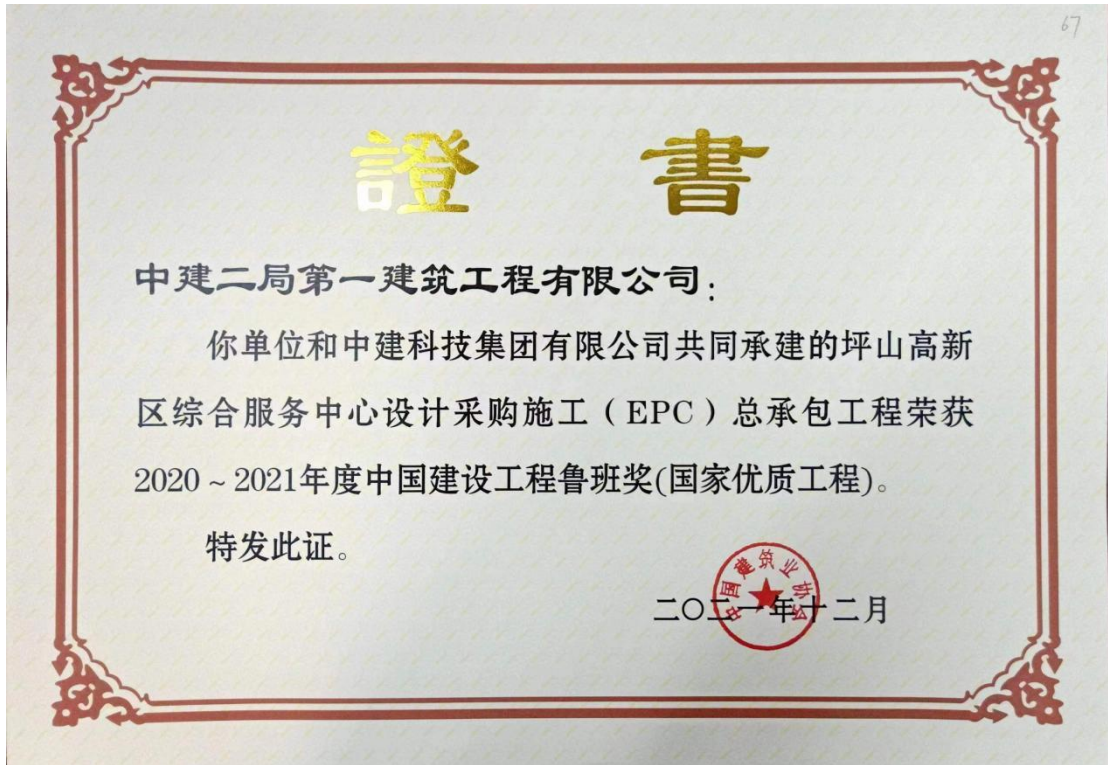 67
證 書
中建二局第一建筑工程有限公司：
你单位和中建科技集团有限公司共同承建的坪山高新
区综合服务中心设计采购施工（EPC）总承包工程荣获
2020～2021年度中国建设工程鲁班奖(国家优质工程)。
特发此证。
中国建筑业协会
二〇二一年十二月